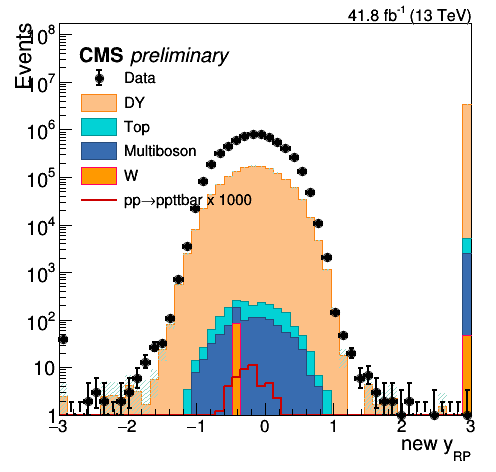 41.8 fb⁻¹ (13 TeV)
Events
CMS preliminary
Data
DY
Top
Multiboson
W
pp→ppttbar x 1000
10⁸
10⁷
10⁶
10⁵
10⁴
10³
10²
10
1
−3 −2 −1 0 1 2 3
new y_RP